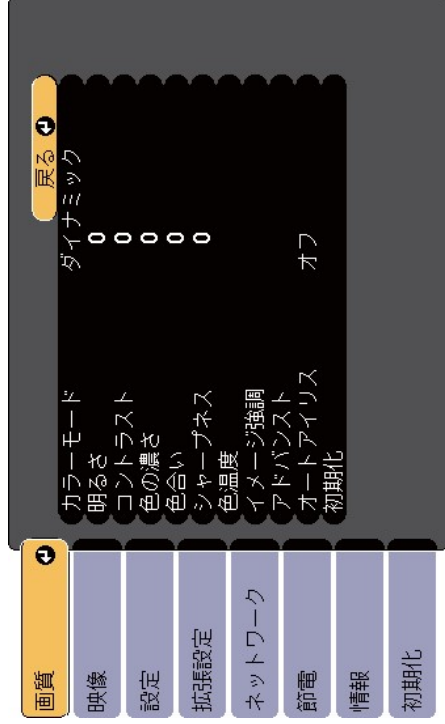 画質
映像
設定
拡張設定
ネットワーク
節電
情報
初期化
戻る
カラーモード ダイナミック
明るさ 0
コントラスト 0
色の濃さ 0
色合い 0
シャープネス 0
色温度
イメージ強調
アドバンスト
オートアイリス オフ
初期化